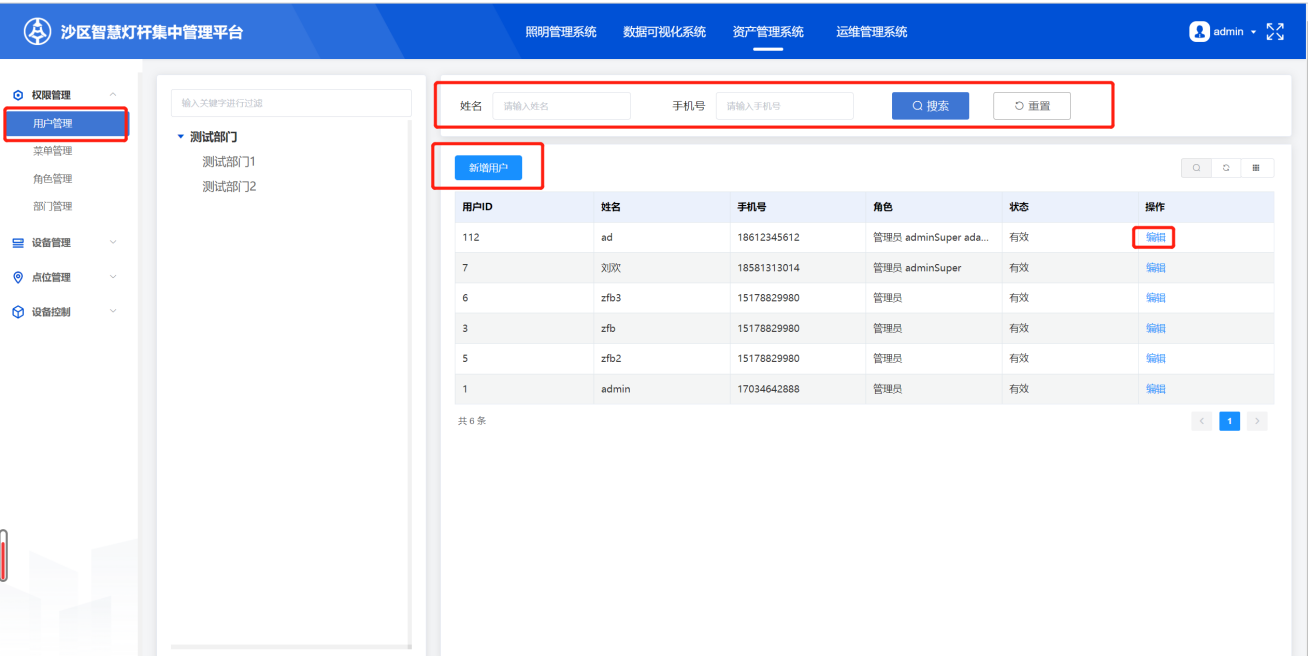 沙区智慧灯杆集中管理平台 照明管理系统 数据可视化系统 资产管理系统 运维管理系统 admin
权限管理
用户管理
菜单管理
角色管理
部门管理
设备管理
点位管理
设备控制
输入关键字进行过滤
测试部门
测试部门1
测试部门2
姓名 请输入姓名 手机号 请输入手机号 搜索 重置
新增用户
用户ID 姓名 手机号 角色 状态 操作
112 ad 18612345612 管理员 adminSuper ada... 有效 编辑
7 刘欢 18581313014 管理员 adminSuper 有效 编辑
6 zfb3 15178829980 管理员 有效 编辑
3 zfb 15178829980 管理员 有效 编辑
5 zfb2 15178829980 管理员 有效 编辑
1 admin 17034642888 管理员 有效 编辑
共 6 条 1